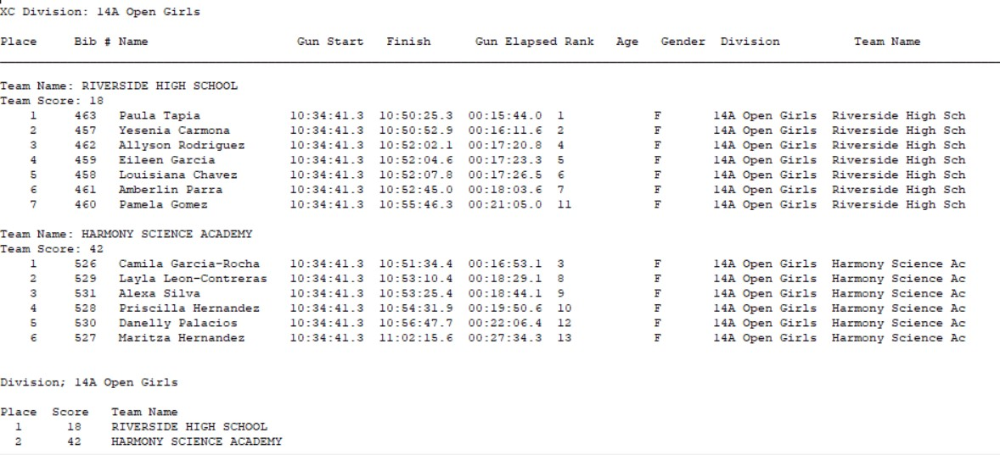 XC Division: 14A Open Girls
Place Bib # Name Gun Start Finish Gun Elapsed Rank Age Gender Division Team Name
Team Name: RIVERSIDE HIGH SCHOOL
Team Score: 18
1 463 Paula Tapia 10:34:41.3 10:50:25.3 00:15:44.0 1 F 14A Open Girls Riverside High Sch
2 457 Yesenia Carmona 10:34:41.3 10:50:52.9 00:16:11.6 2 F 14A Open Girls Riverside High Sch
3 462 Allyson Rodriguez 10:34:41.3 10:52:02.1 00:17:20.8 4 F 14A Open Girls Riverside High Sch
4 459 Eileen Garcia 10:34:41.3 10:52:04.6 00:17:23.3 5 F 14A Open Girls Riverside High Sch
5 458 Louisiana Chavez 10:34:41.3 10:52:07.8 00:17:26.5 6 F 14A Open Girls Riverside High Sch
6 461 Amberlin Parra 10:34:41.3 10:52:45.0 00:18:03.6 7 F 14A Open Girls Riverside High Sch
7 460 Pamela Gomez 10:34:41.3 10:55:46.3 00:21:05.0 11 F 14A Open Girls Riverside High Sch
Team Name: HARMONY SCIENCE ACADEMY
Team Score: 42
1 526 Camila Garcia-Rocha 10:34:41.3 10:51:34.4 00:16:53.1 3 F 14A Open Girls Harmony Science Ac
2 529 Layla Leon-Contreras 10:34:41.3 10:53:10.4 00:18:29.1 8 F 14A Open Girls Harmony Science Ac
3 531 Alexa Silva 10:34:41.3 10:53:25.4 00:18:44.1 9 F 14A Open Girls Harmony Science Ac
4 528 Priscilla Hernandez 10:34:41.3 10:54:31.9 00:19:50.6 10 F 14A Open Girls Harmony Science Ac
5 530 Danelly Palacios 10:34:41.3 10:56:47.7 00:22:06.4 12 F 14A Open Girls Harmony Science Ac
6 527 Maritza Hernandez 10:34:41.3 11:02:15.6 00:27:34.3 13 F 14A Open Girls Harmony Science Ac
Division; 14A Open Girls
Place Score Team Name
1 18 RIVERSIDE HIGH SCHOOL
2 42 HARMONY SCIENCE ACADEMY